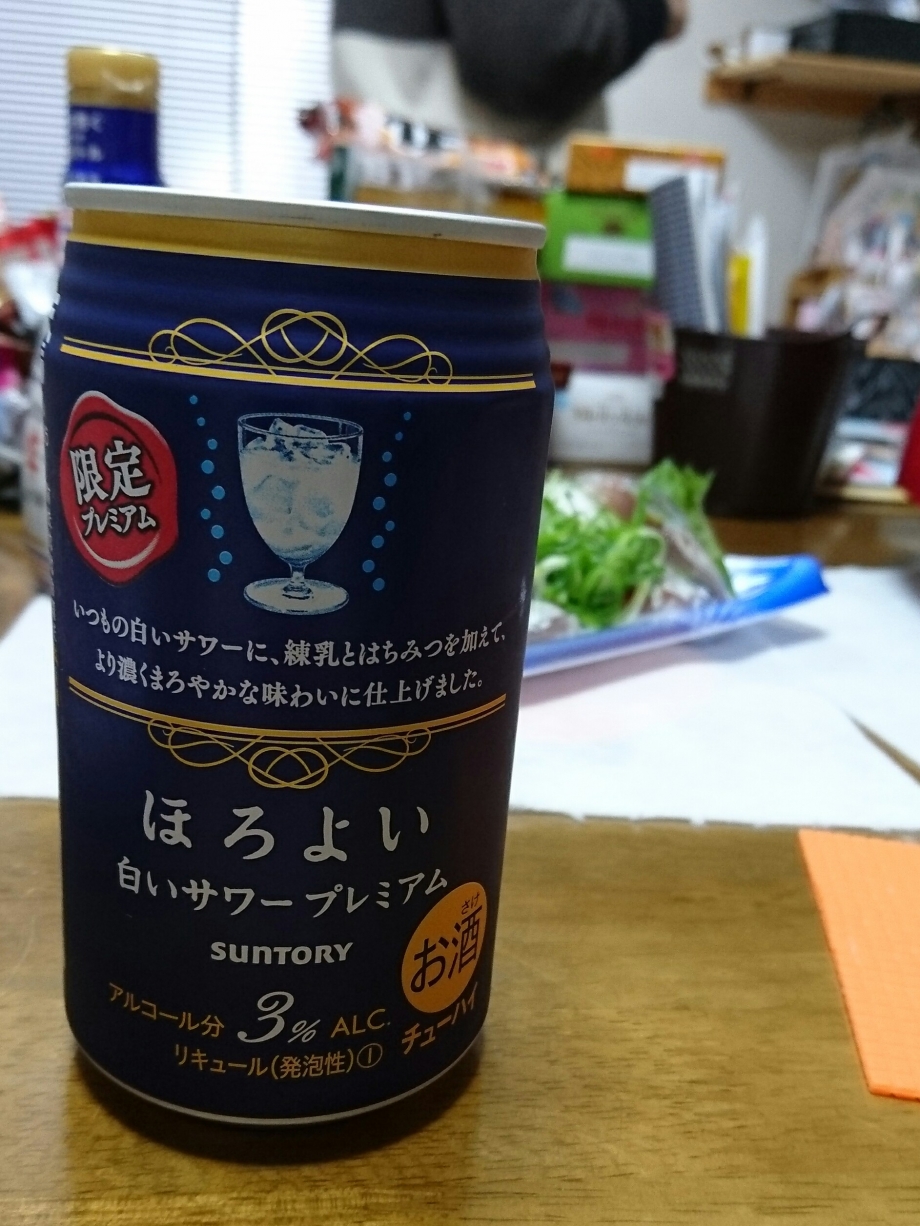 限定
プレミアム
いつもの白いサワーに、練乳とはちみつを加えて、
より濃くまろやかな味わいに仕上げました。
ほろよい
白いサワープレミアム
SUNTORY
さけ
お酒
チューハイ
アルコール分 3% ALC.
リキュール(発泡性)①